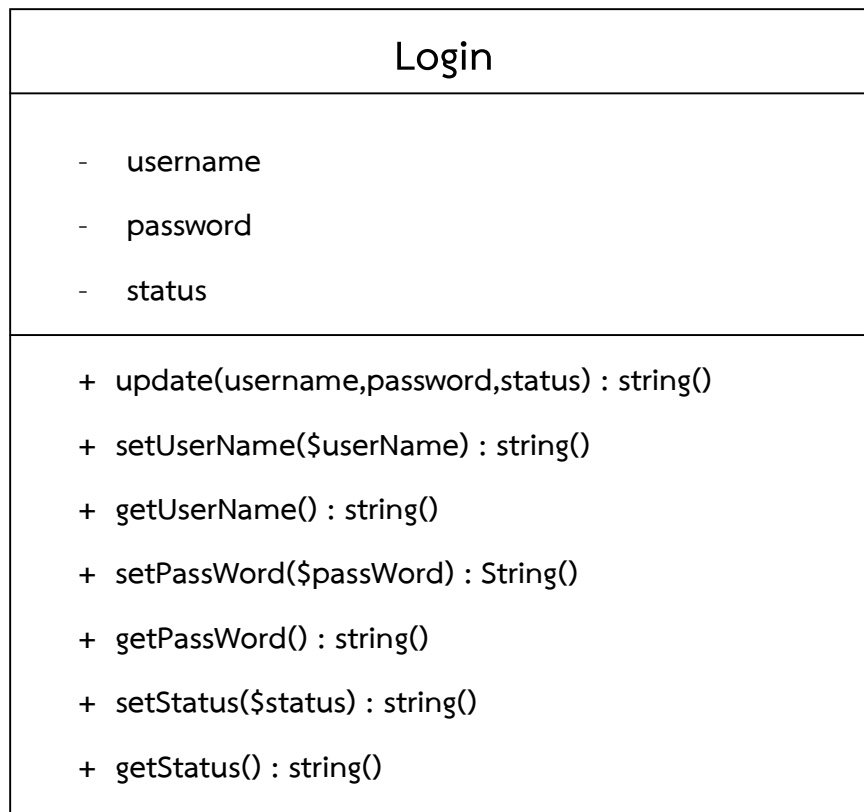 Login
- username
- password
- status
+ update(username,password,status) : string()
+ setUserName($userName) : string()
+ getUserName() : string()
+ setPassWord($passWord) : String()
+ getPassWord() : string()
+ setStatus($status) : string()
+ getStatus() : string()